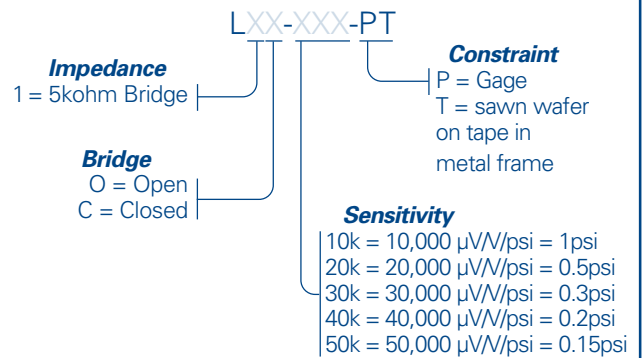 LXX-XXX-PT
Impedance
1 = 5kohm Bridge
Bridge
O = Open
C = Closed
Constraint
P = Gage
T = sawn wafer
on tape in
metal frame
Sensitivity
10k = 10,000 µV/V/psi = 1psi
20k = 20,000 µV/V/psi = 0.5psi
30k = 30,000 µV/V/psi = 0.3psi
40k = 40,000 µV/V/psi = 0.2psi
50k = 50,000 µV/V/psi = 0.15psi